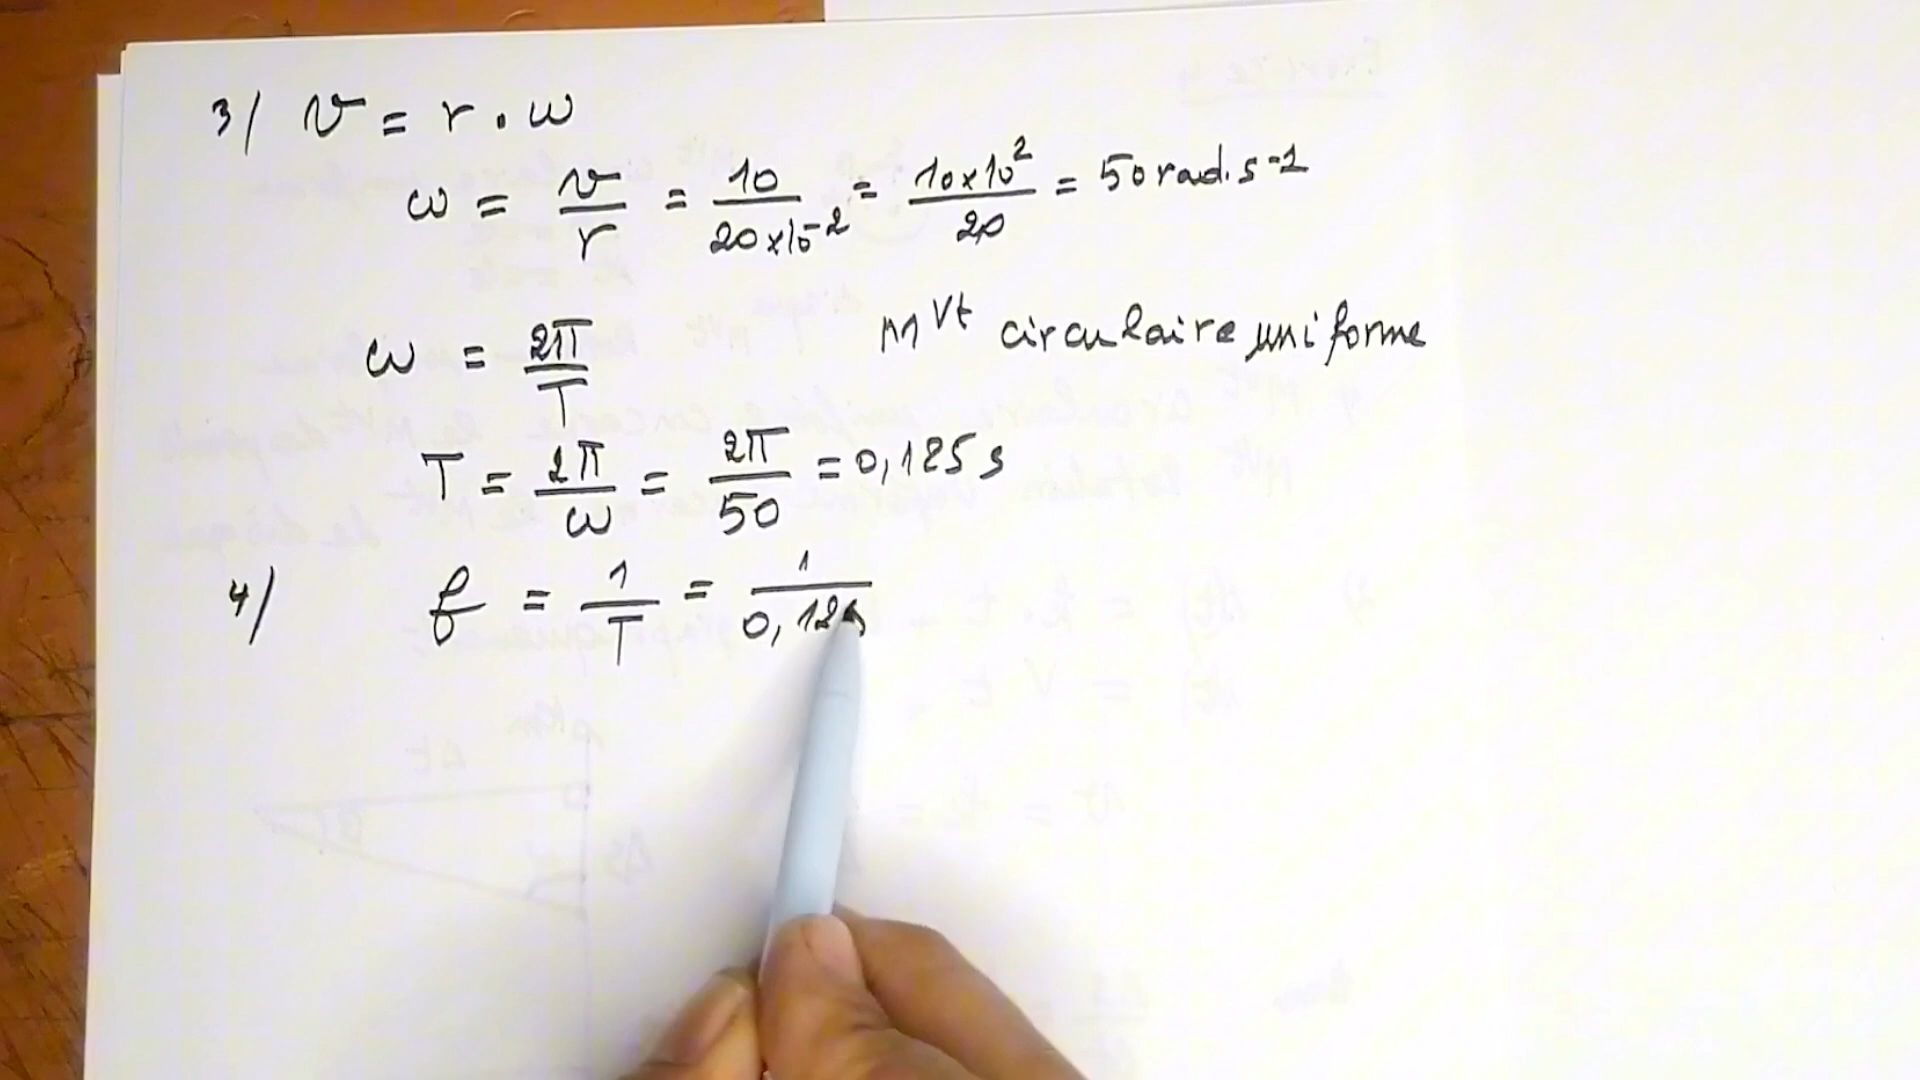 3/ v = r . ω
ω = v/r = 10/20×10-2 = 10×10²/20 = 50 rad.s-1
ω = 2π/T Mvt circulaire uniforme
T = 2π/ω = 2π/50 = 0,125 s
4/ f = 1/T = 1/0,125